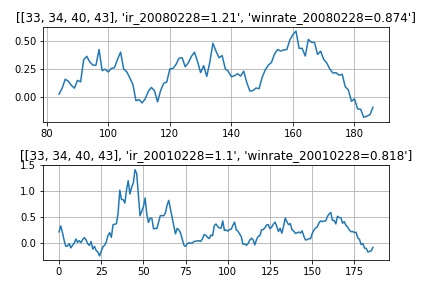 [[33, 34, 40, 43], 'ir_20080228=1.21', 'winrate_20080228=0.874']
0.50
0.25
0.00
80 100 120 140 160 180
[[33, 34, 40, 43], 'ir_20010228=1.1', 'winrate_20010228=0.818']
1.5
1.0
0.5
0.0
0 25 50 75 100 125 150 175